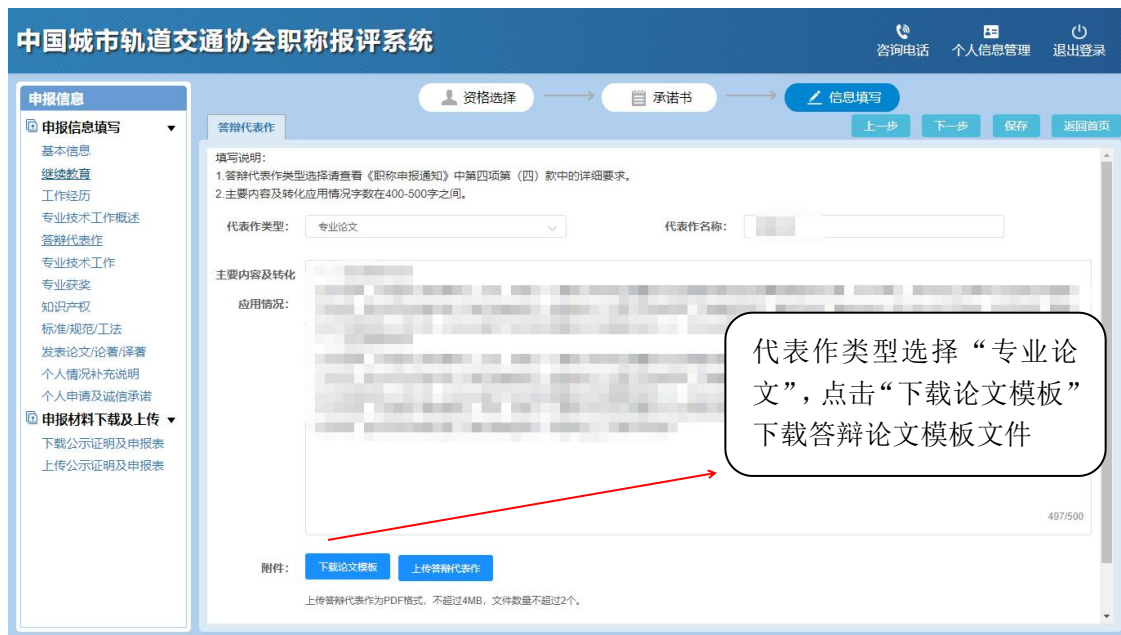 中国城市轨道交通协会职称报评系统
咨询电话 个人信息管理 退出登录
申报信息
资格选择 承诺书 信息填写
申报信息填写
基本信息
继续教育
工作经历
专业技术工作概述
答辩代表作
专业技术工作
专业获奖
知识产权
标准/规范/工法
发表论文/论著/译著
个人情况补充说明
个人申请及诚信承诺
申报材料下载及上传
下载公示证明及申报表
上传公示证明及申报表
答辩代表作
上一步 下一步 保存 返回首页
填写说明:
1.答辩代表作类型选择请查看《职称申报通知》中第四项第（四）款中的详细要求。
2.主要内容及转化应用情况字数在400-500字之间。
代表作类型: 专业论文 代表作名称:
主要内容及转化
应用情况:
代表作类型选择“专业论
文”，点击“下载论文模板”
下载答辩论文模板文件
497/500
附件: 下载论文模板 上传答辩代表作
上传答辩代表作为PDF格式，不超过4MB，文件数量不超过2个。